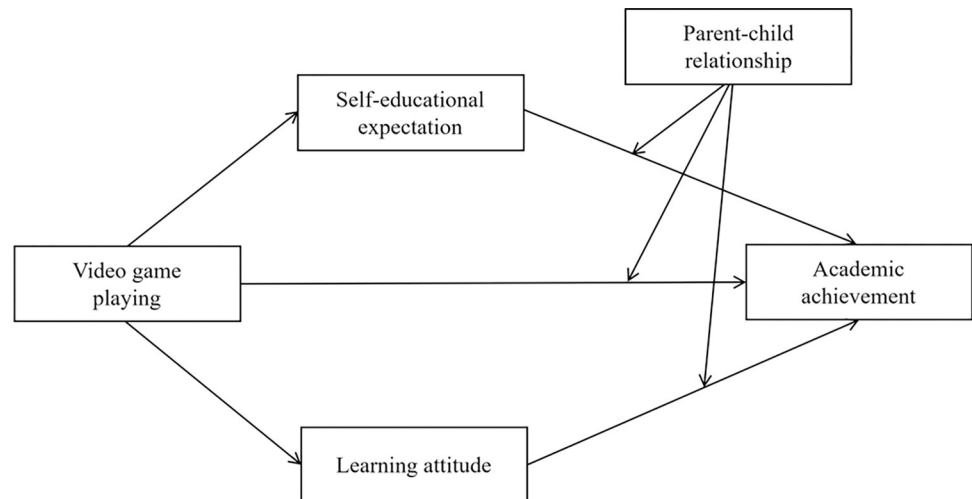 Parent-child
relationship
Self-educational
expectation
Video game
playing
Academic
achievement
Learning attitude